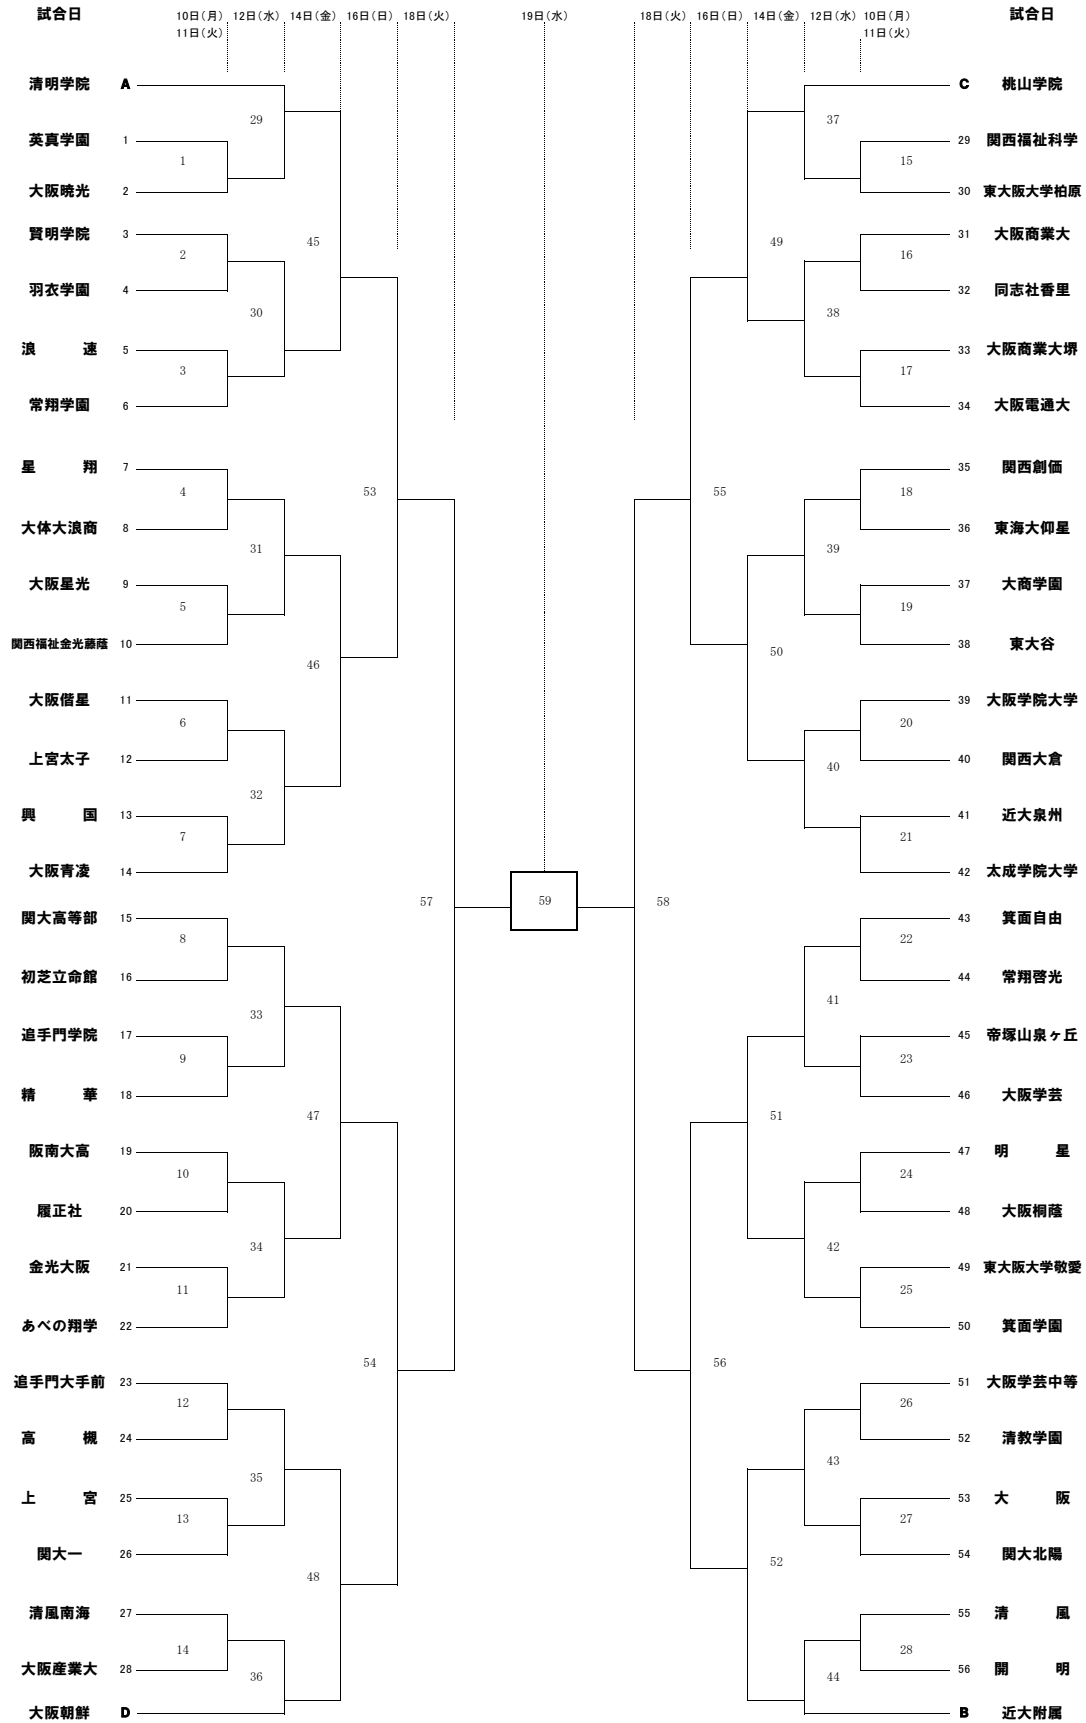 試合日 10日(月) 12日(水) 14日(金) 16日(日) 18日(火) 19日(水) 18日(火) 16日(日) 14日(金) 12日(水) 10日(月) 試合日
11日(火) 11日(火)
清明学院 A C 桃山学院
29 37
英真学園 1 29 関西福祉科学
1 15
大阪暁光 2 30 東大阪大学柏原
賢明学院 3 31 大阪商業大
45 49
2 16
羽衣学園 4 32 同志社香里
30 38
浪速 5 33 大阪商業大堺
3 17
常翔学園 6 34 大阪電通大
星翔 7 35 関西創価
4 53 55 18
大体大浪商 8 36 東海大仰星
31 39
大阪星光 9 37 大商学園
5 19
関西福祉金光藤蔭 10 38 東大谷
46 50
大阪偕星 11 39 大阪学院大学
6 20
上宮太子 12 40 関西大倉
32 40
興国 13 41 近大泉州
7 21
大阪青凌 14 42 太成学院大学
57 59 58
関大高等部 15 43 箕面自由
8 22
初芝立命館 16 44 常翔啓光
33 41
追手門学院 17 45 帝塚山泉ヶ丘
9 23
精華 18 46 大阪学芸
47 51
阪南大高 19 47 明星
10 24
履正社 20 48 大阪桐蔭
34 42
金光大阪 21 49 東大阪大学敬愛
11 25
あべの翔学 22 50 箕面学園
54 56
追手門大手前 23 51 大阪学芸中等
12 26
高槻 24 52 清教学園
35 43
上宮 25 53 大阪
13 27
関大一 26 54 関大北陽
48 52
清風南海 27 55 清風
14 28
大阪産業大 28 56 開明
36 44
大阪朝鮮 D B 近大附属